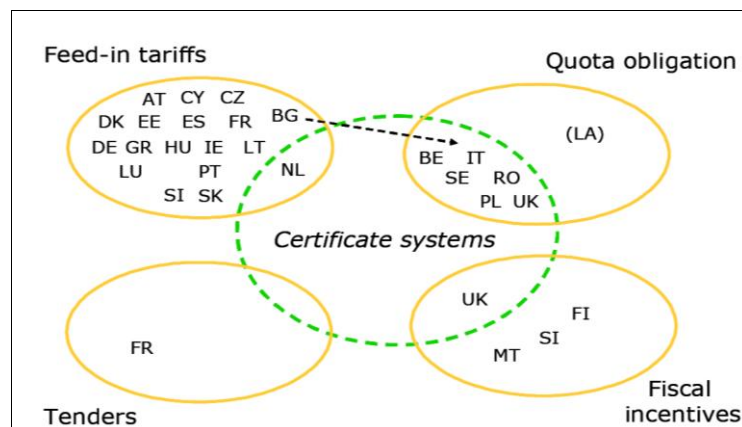 Feed-in tariffs
AT CY CZ
BG
DK EE ES FR
DE GR HU IE LT
LU PT NL
SI SK
Quota obligation
(LA)
BE IT
SE RO
PL UK
Certificate systems
FR
Tenders
UK
FI
SI
MT
Fiscal
incentives